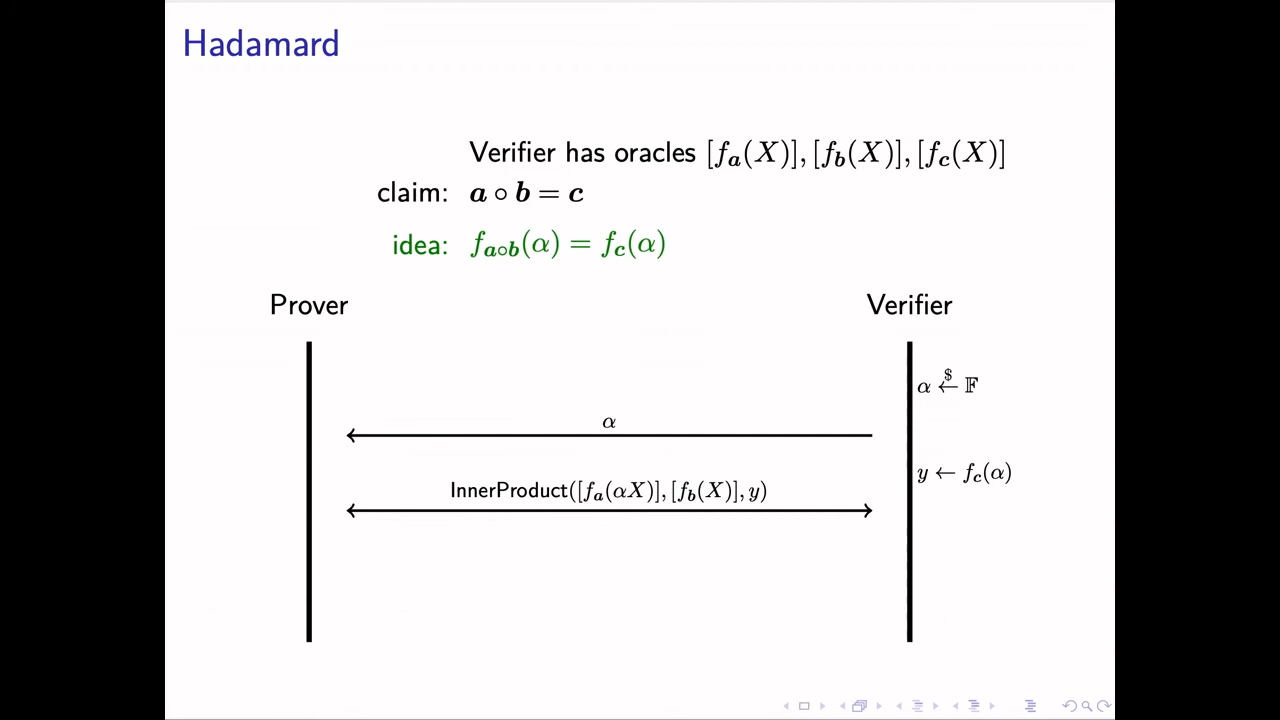 Hadamard
Verifier has oracles [f_a(X)], [f_b(X)], [f_c(X)]
claim: a ∘ b = c
idea: f_{a∘b}(α) = f_c(α)
Prover
Verifier
α ←$ 𝔽
α
y ← f_c(α)
InnerProduct([f_a(αX)], [f_b(X)], y)